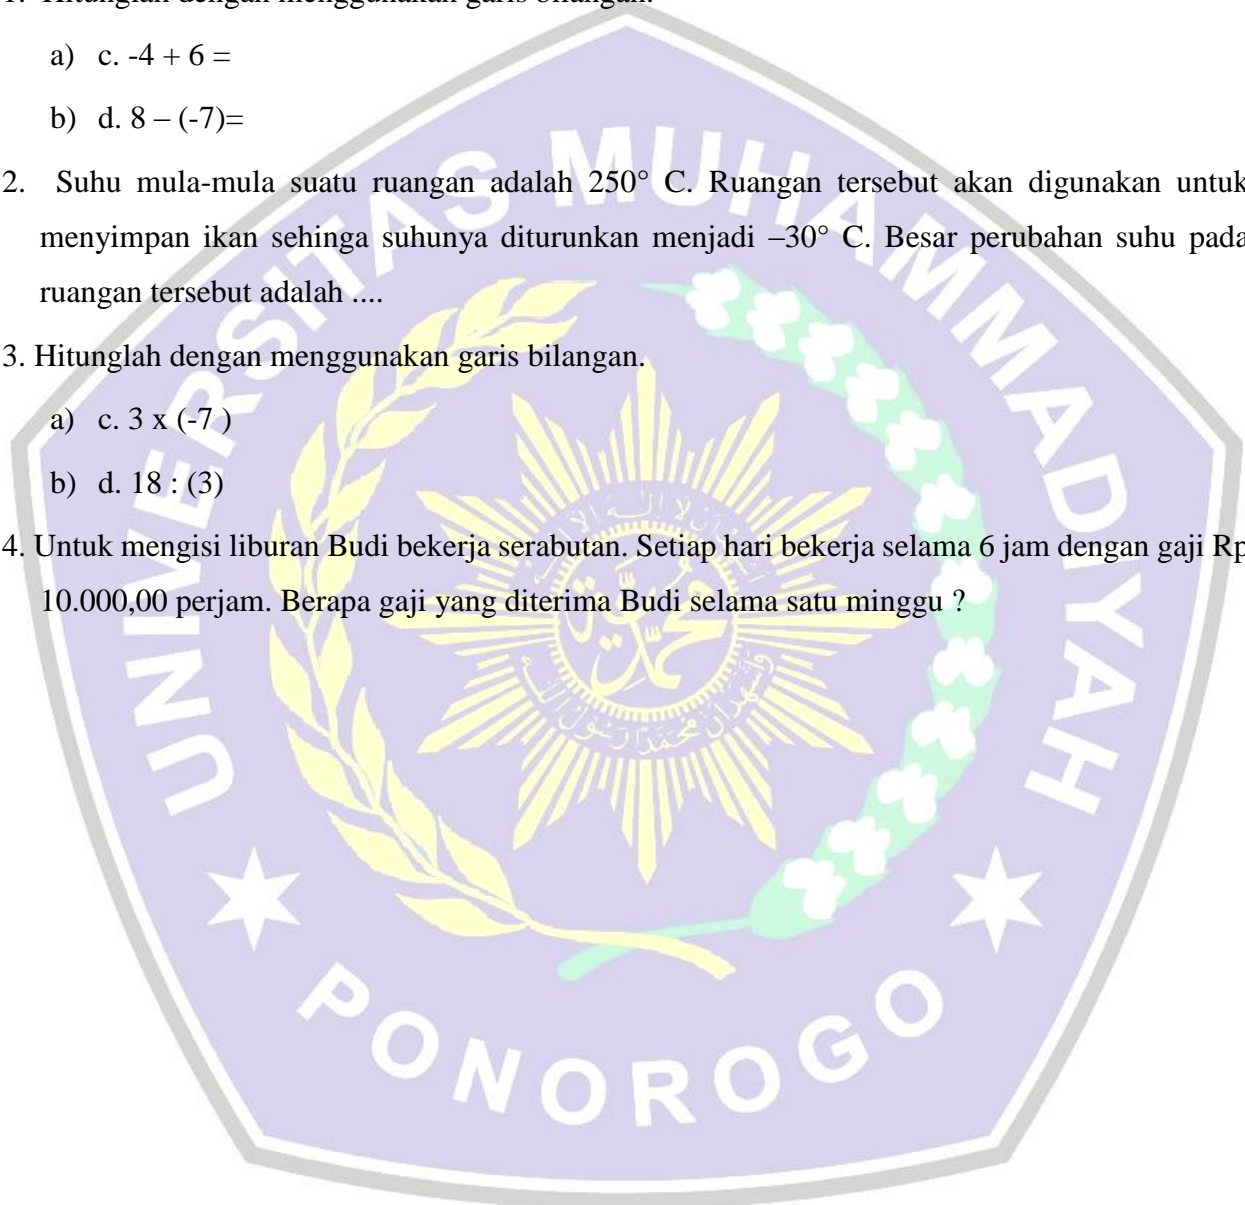 1. Hitunglah dengan menggunakan garis bilangan.
a) c. -4 + 6 =
b) d. 8 – (-7)=
2. Suhu mula-mula suatu ruangan adalah 250° C. Ruangan tersebut akan digunakan untuk
menyimpan ikan sehingga suhunya diturunkan menjadi –30° C. Besar perubahan suhu pada
ruangan tersebut adalah ....
3. Hitunglah dengan menggunakan garis bilangan.
a) c. 3 x (-7 )
b) d. 18 : (3)
4. Untuk mengisi liburan Budi bekerja serabutan. Setiap hari bekerja selama 6 jam dengan gaji Rp
10.000,00 perjam. Berapa gaji yang diterima Budi selama satu minggu ?
UNIVERSITAS MUHAMMADIYAH
PONOROGO